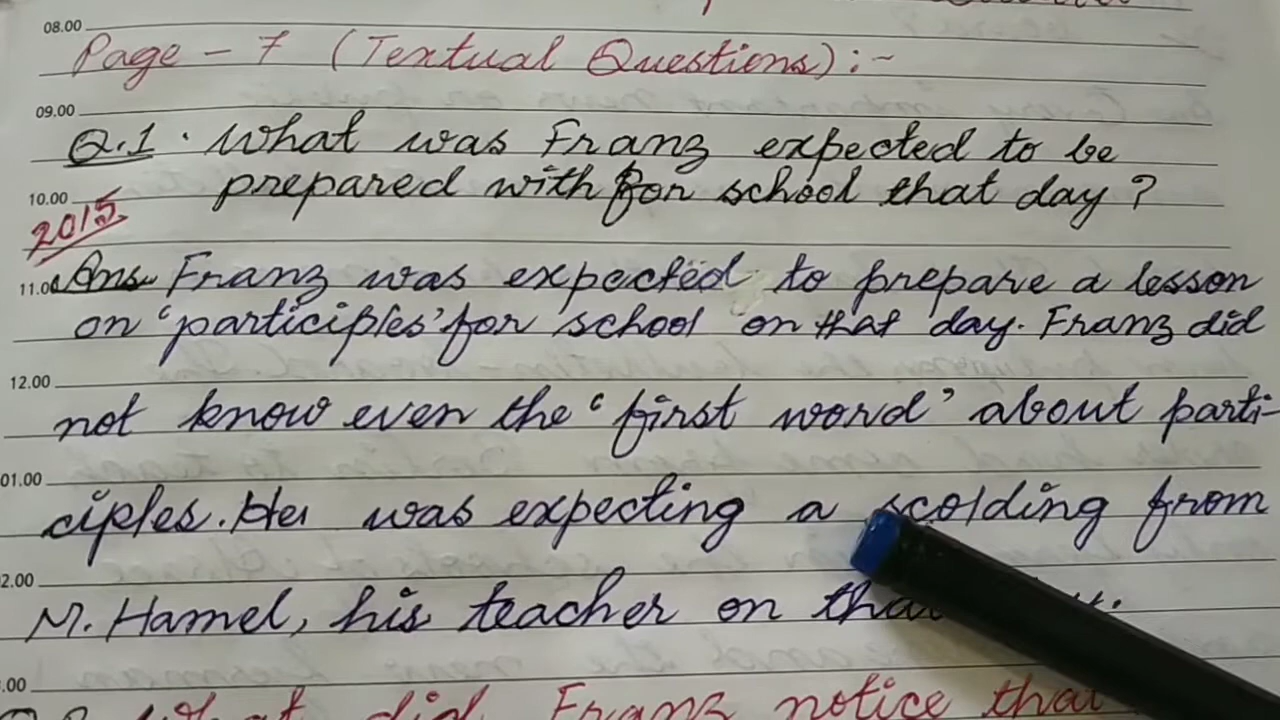 08.00
Page - 7 (Textual Questions):-
09.00
Q.1. What was Franz expected to be
10.00 prepared with for school that day?
2015
11.00 Ans Franz was expected to prepare a lesson
on 'participles' for school on that day. Franz did
12.00
not know even the 'first word' about parti-
01.00
ciples. He was expecting a scolding from
2.00
M. Hamel, his teacher on that
.00
What did Franz notice that